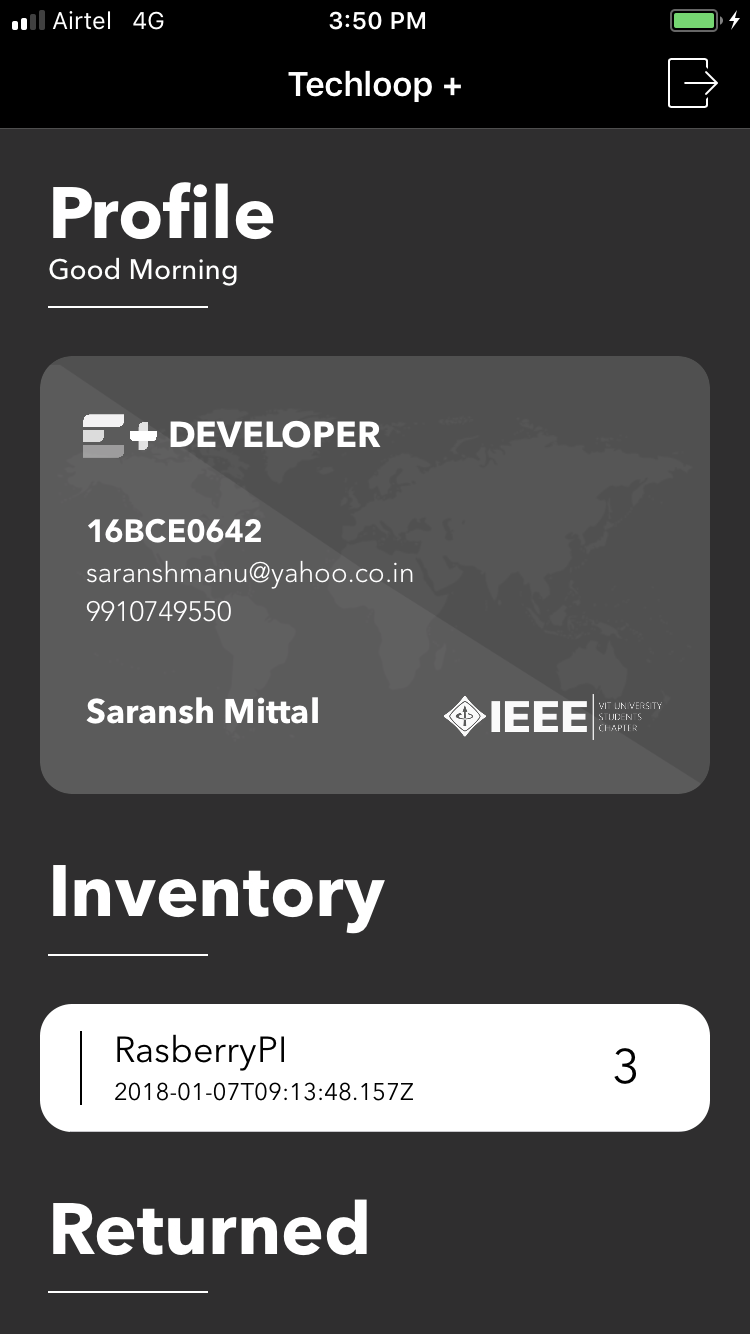 Airtel 4G 3:50 PM
Techloop +
Profile
Good Morning
E+ DEVELOPER
16BCE0642
saranshmanu@yahoo.co.in
9910749550
Saransh Mittal
IEEE VIT UNIVERSITY
STUDENTS
CHAPTER
Inventory
RasberryPI
3
2018-01-07T09:13:48.157Z
Returned